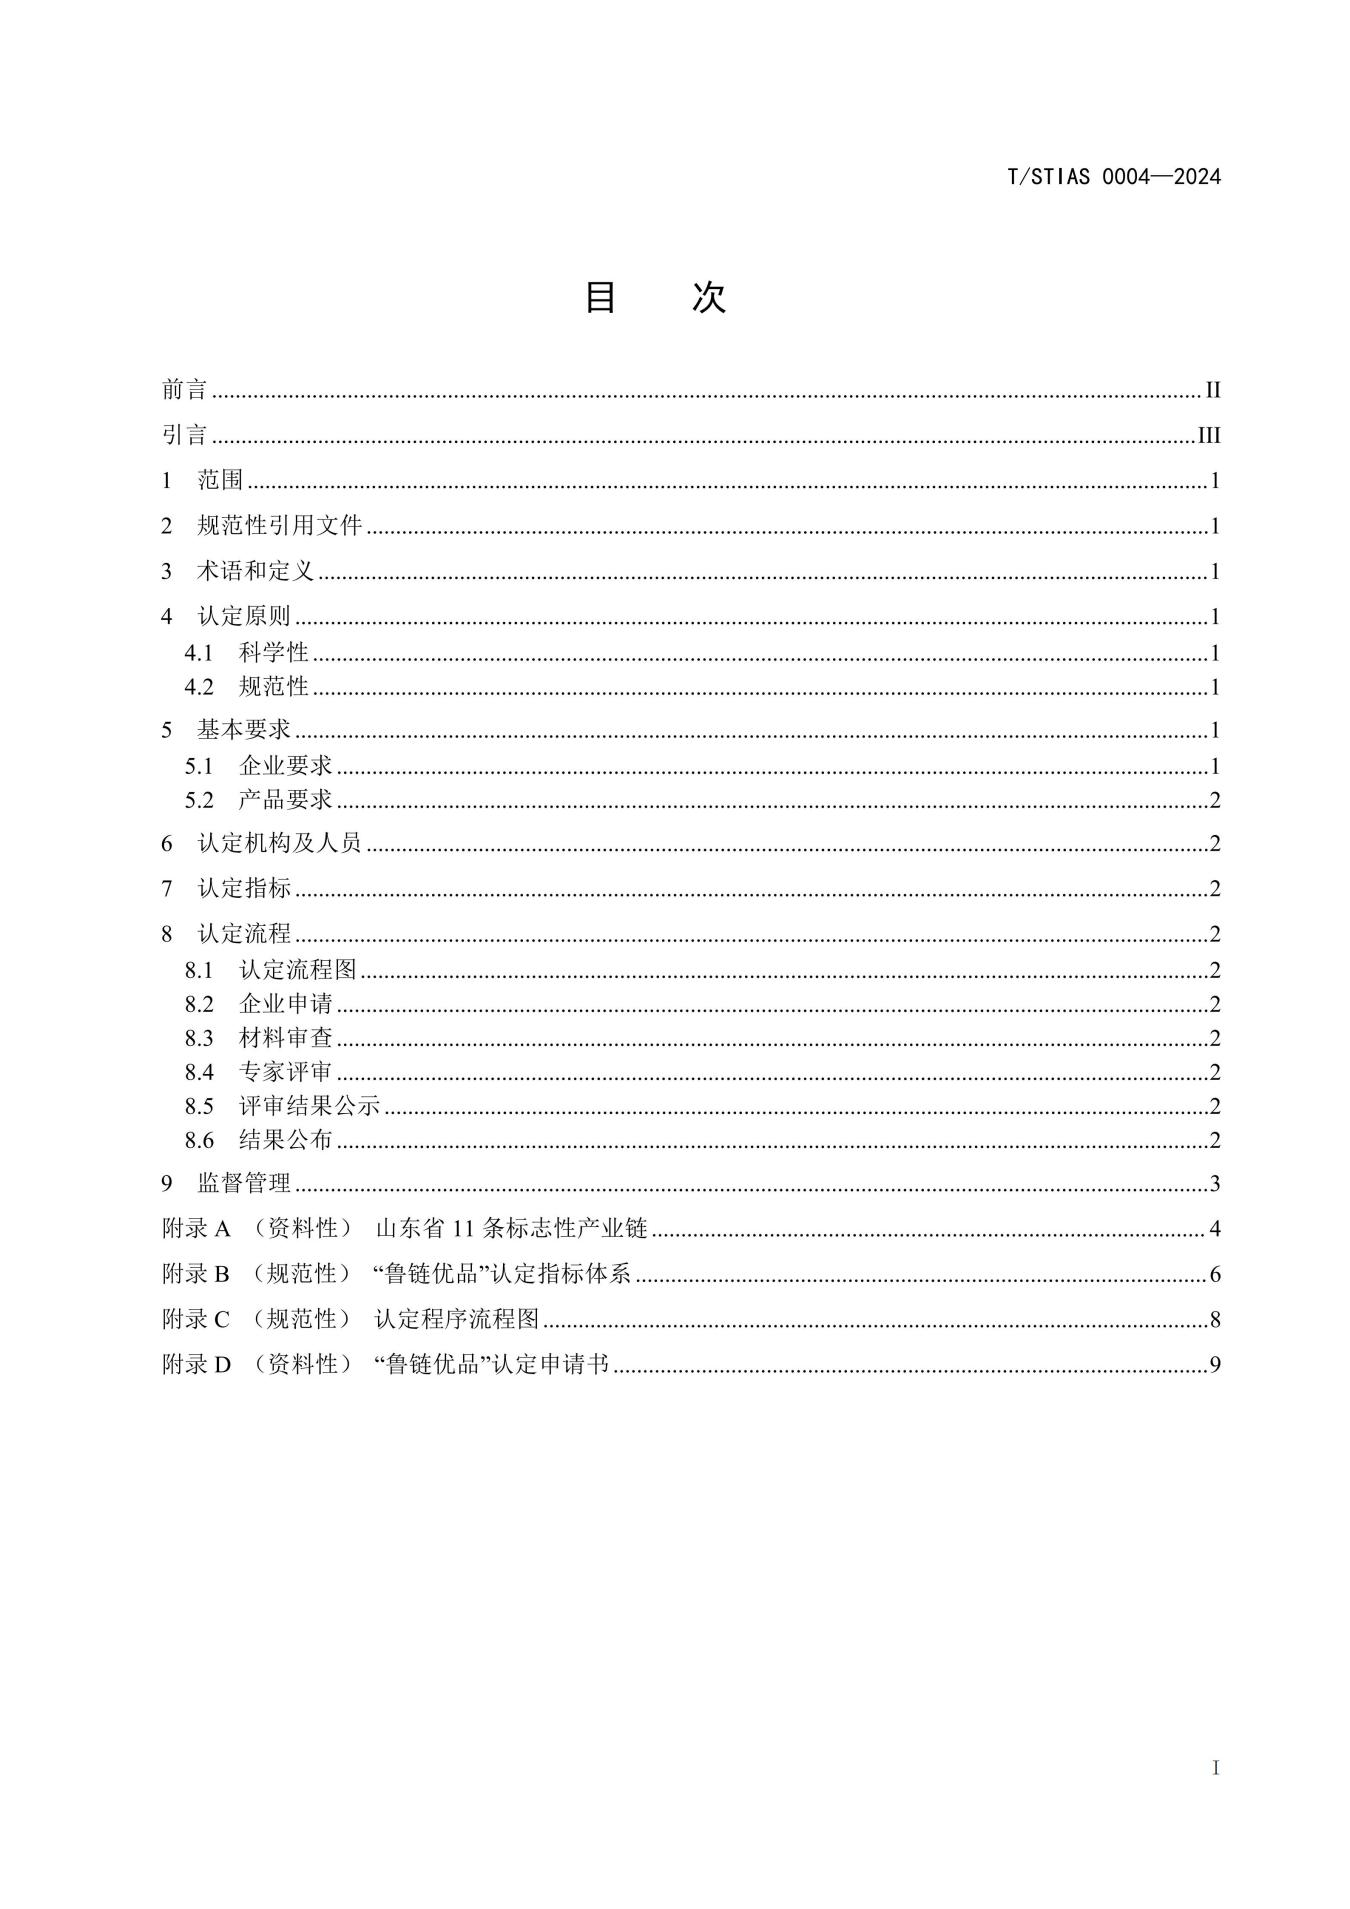 T/STIAS 0004—2024
目 次
前言........................................................................ II
引言........................................................................ III
1 范围........................................................................ 1
2 规范性引用文件........................................................................ 1
3 术语和定义........................................................................ 1
4 认定原则........................................................................ 1
4.1 科学性........................................................................ 1
4.2 规范性........................................................................ 1
5 基本要求........................................................................ 1
5.1 企业要求........................................................................ 1
5.2 产品要求........................................................................ 2
6 认定机构及人员........................................................................ 2
7 认定指标........................................................................ 2
8 认定流程........................................................................ 2
8.1 认定流程图........................................................................ 2
8.2 企业申请........................................................................ 2
8.3 材料审查........................................................................ 2
8.4 专家评审........................................................................ 2
8.5 评审结果公示........................................................................ 2
8.6 结果公布........................................................................ 2
9 监督管理........................................................................ 3
附录 A （资料性） 山东省 11 条标志性产业链........................................................................ 4
附录 B （规范性） “鲁链优品”认定指标体系........................................................................ 6
附录 C （规范性） 认定程序流程图........................................................................ 8
附录 D （资料性） “鲁链优品”认定申请书........................................................................ 9
I